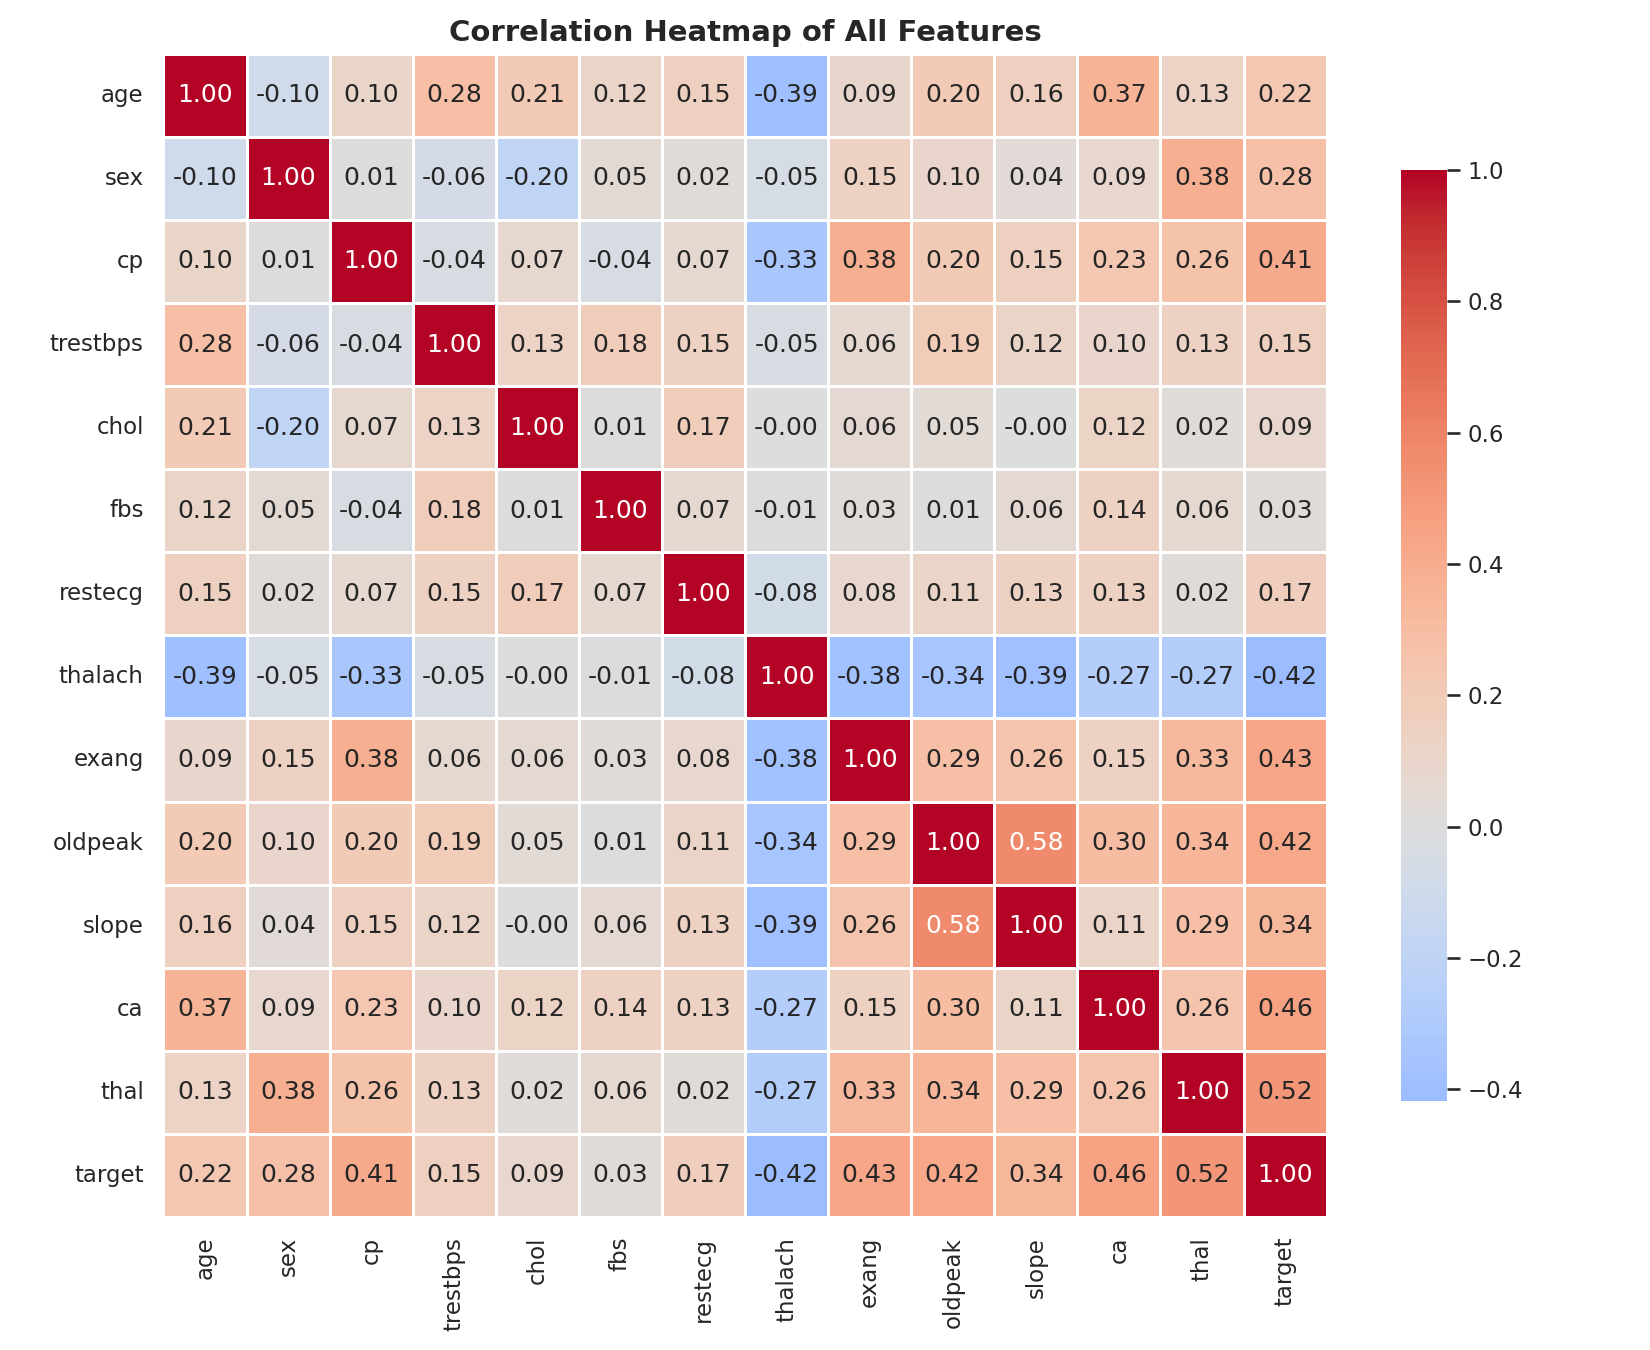 Correlation Heatmap of All Features
age 1.00 -0.10 0.10 0.28 0.21 0.12 0.15 -0.39 0.09 0.20 0.16 0.37 0.13 0.22
sex -0.10 1.00 0.01 -0.06 -0.20 0.05 0.02 -0.05 0.15 0.10 0.04 0.09 0.38 0.28
cp 0.10 0.01 1.00 -0.04 0.07 -0.04 0.07 -0.33 0.38 0.20 0.15 0.23 0.26 0.41
trestbps 0.28 -0.06 -0.04 1.00 0.13 0.18 0.15 -0.05 0.06 0.19 0.12 0.10 0.13 0.15
chol 0.21 -0.20 0.07 0.13 1.00 0.01 0.17 -0.00 0.06 0.05 -0.00 0.12 0.02 0.09
fbs 0.12 0.05 -0.04 0.18 0.01 1.00 0.07 -0.01 0.03 0.01 0.06 0.14 0.06 0.03
restecg 0.15 0.02 0.07 0.15 0.17 0.07 1.00 -0.08 0.08 0.11 0.13 0.13 0.02 0.17
thalach -0.39 -0.05 -0.33 -0.05 -0.00 -0.01 -0.08 1.00 -0.38 -0.34 -0.39 -0.27 -0.27 -0.42
exang 0.09 0.15 0.38 0.06 0.06 0.03 0.08 -0.38 1.00 0.29 0.26 0.15 0.33 0.43
oldpeak 0.20 0.10 0.20 0.19 0.05 0.01 0.11 -0.34 0.29 1.00 0.58 0.30 0.34 0.42
slope 0.16 0.04 0.15 0.12 -0.00 0.06 0.13 -0.39 0.26 0.58 1.00 0.11 0.29 0.34
ca 0.37 0.09 0.23 0.10 0.12 0.14 0.13 -0.27 0.15 0.30 0.11 1.00 0.26 0.46
thal 0.13 0.38 0.26 0.13 0.02 0.06 0.02 -0.27 0.33 0.34 0.29 0.26 1.00 0.52
target 0.22 0.28 0.41 0.15 0.09 0.03 0.17 -0.42 0.43 0.42 0.34 0.46 0.52 1.00
age sex cp trestbps chol fbs restecg thalach exang oldpeak slope ca thal target
1.0
0.8
0.6
0.4
0.2
0.0
−0.2
−0.4